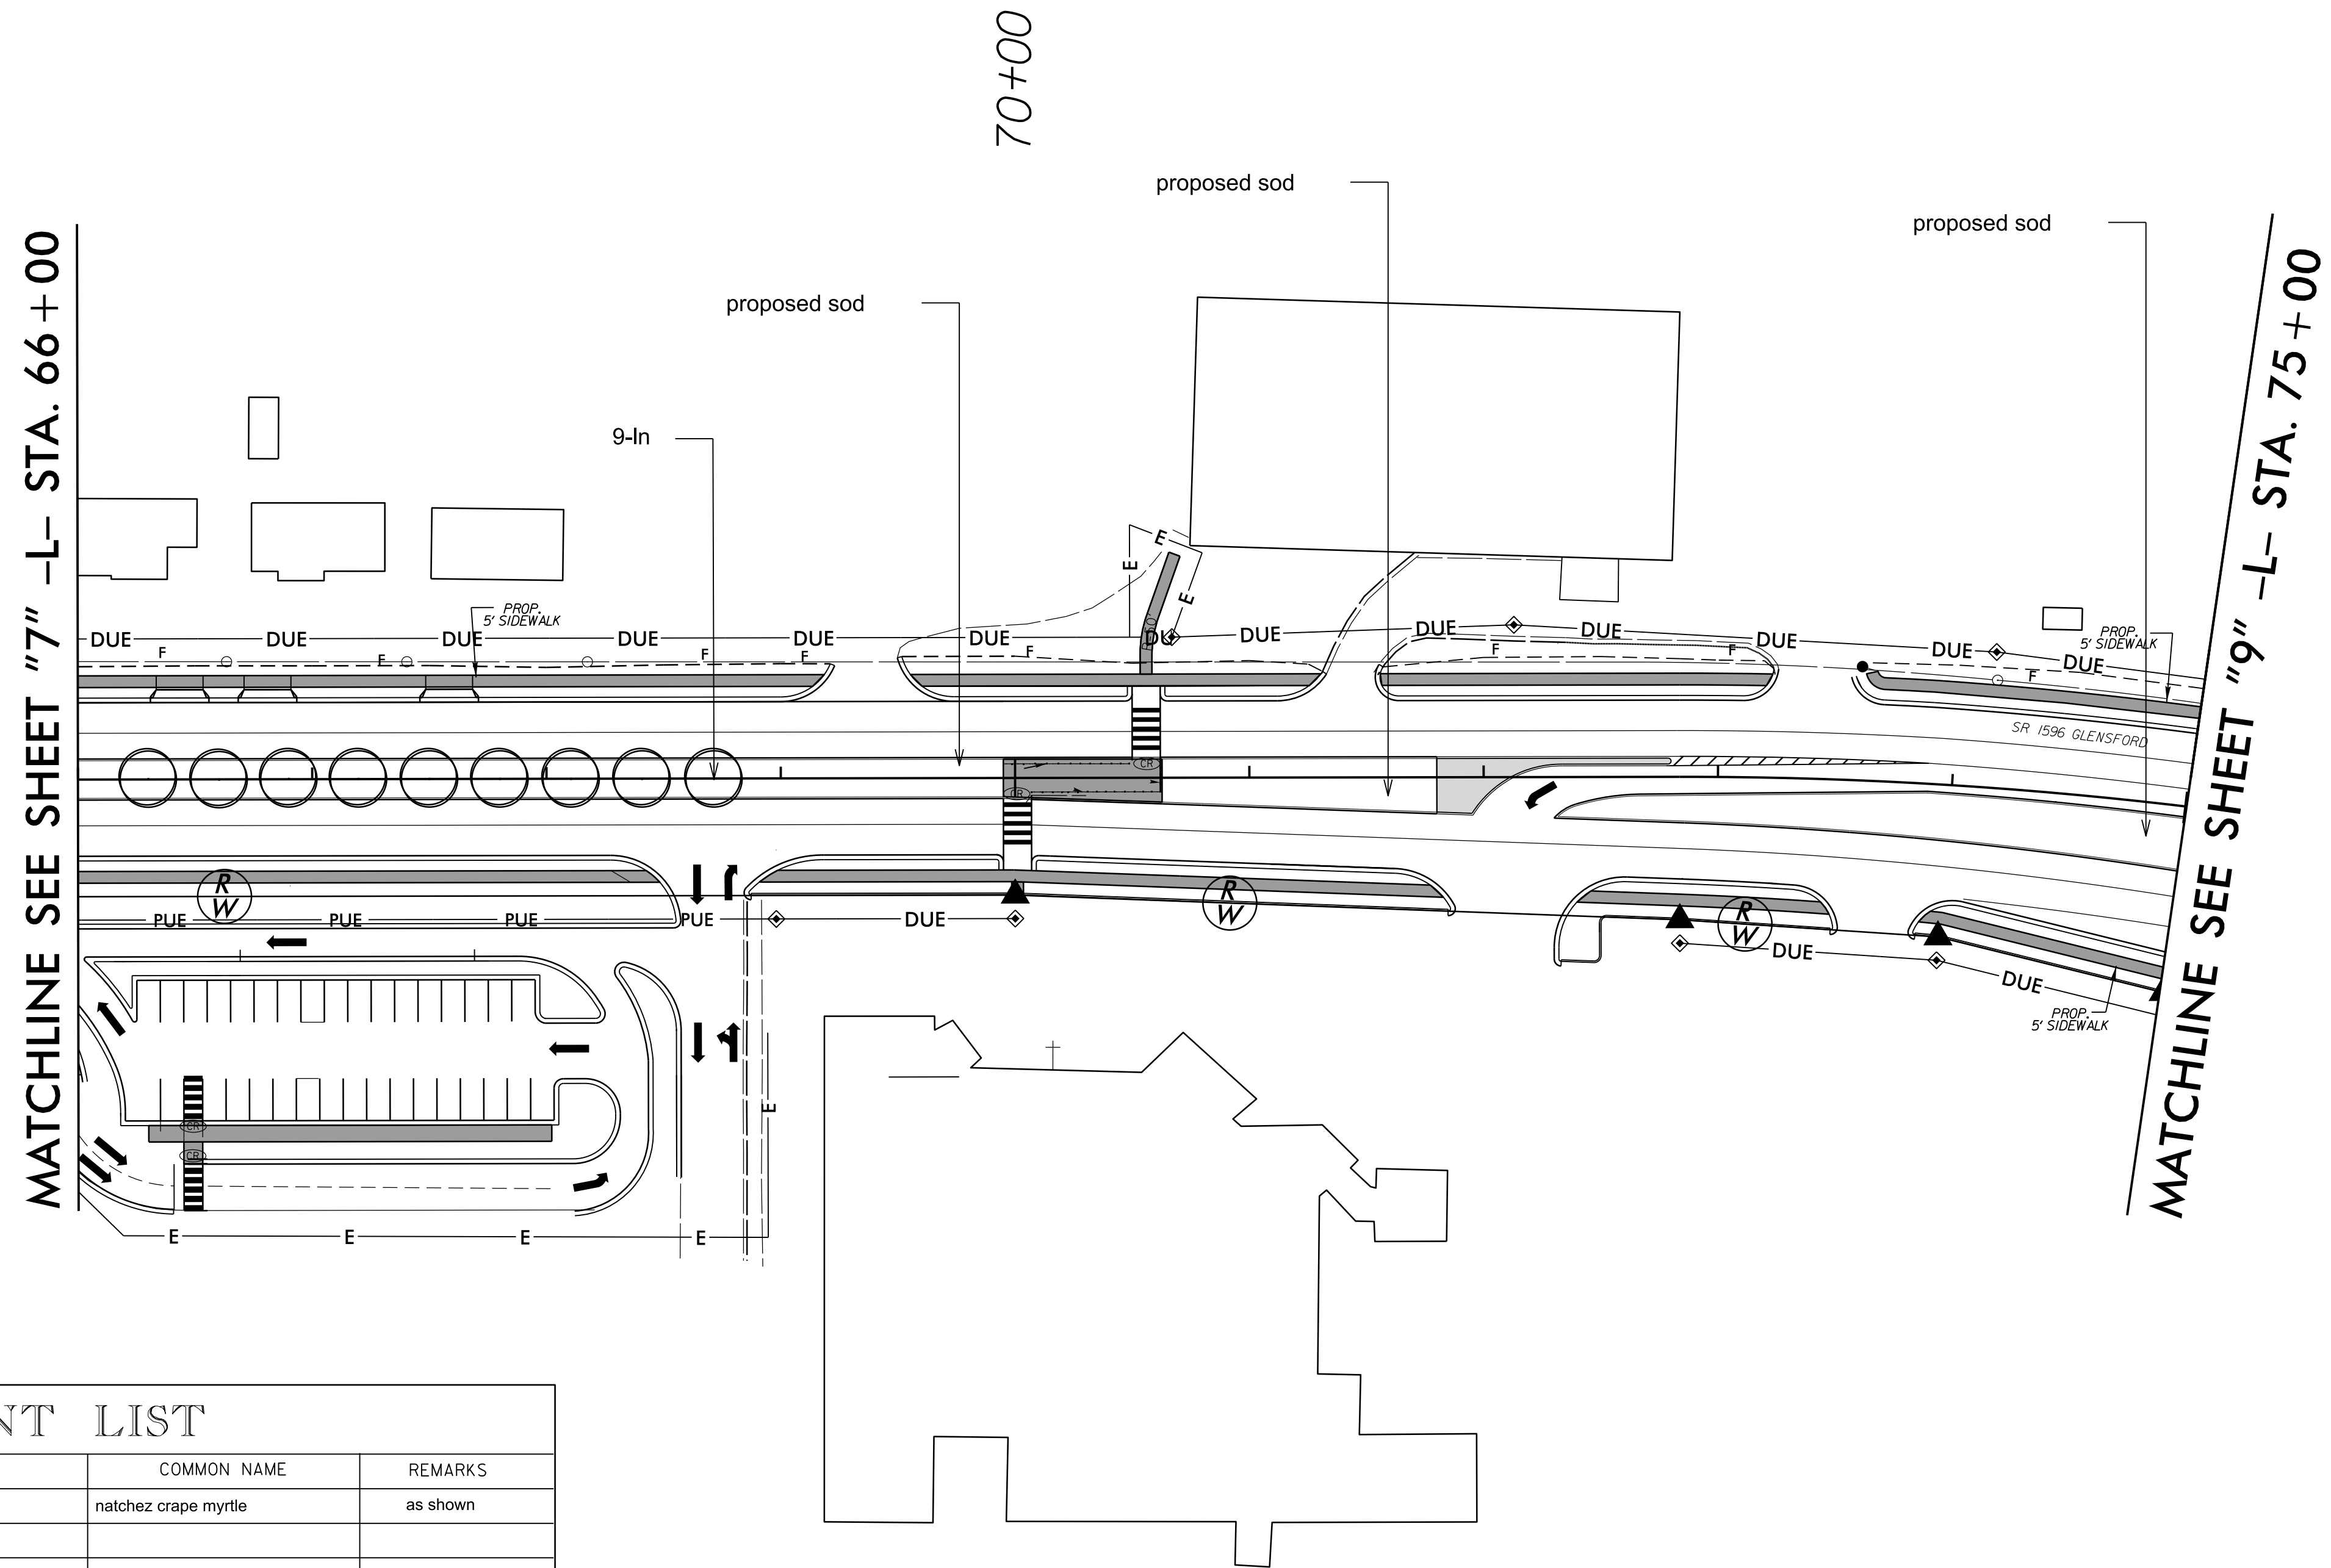 70+00
proposed sod
proposed sod
proposed sod
9-In
MATCHLINE SEE SHEET "7" -L- STA. 66+00
MATCHLINE SEE SHEET "9" -L- STA. 75+00
PROP.
5' SIDEWALK
E
E
E
DUE
DUE
DUE
DUE
DUE
DUE
DUE
DUE
DUE
DUE
DUE
DUE
F
F
F
F
F
F
F
F
PROP.
5' SIDEWALK
SR 1596 GLENSFORD
CR
CR
R
W
R
W
R
W
PUE
PUE
PUE
PUE
DUE
DUE
DUE
PROP.
5' SIDEWALK
E
CR
CR
E
E
E
E
NT LIST
COMMON NAME
REMARKS
natchez crape myrtle
as shown